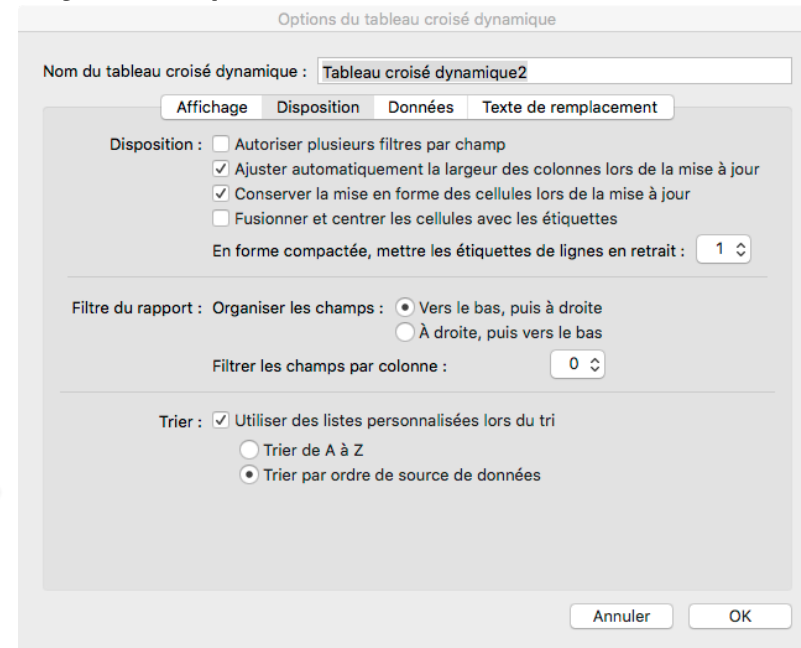 Options du tableau croisé dynamique
Nom du tableau croisé dynamique : Tableau croisé dynamique2
Affichage Disposition Données Texte de remplacement
Disposition : Autoriser plusieurs filtres par champ
Ajuster automatiquement la largeur des colonnes lors de la mise à jour
Conserver la mise en forme des cellules lors de la mise à jour
Fusionner et centrer les cellules avec les étiquettes
En forme compactée, mettre les étiquettes de lignes en retrait : 1
Filtre du rapport : Organiser les champs : Vers le bas, puis à droite
À droite, puis vers le bas
Filtrer les champs par colonne : 0
Trier : Utiliser des listes personnalisées lors du tri
Trier de A à Z
Trier par ordre de source de données
Annuler OK